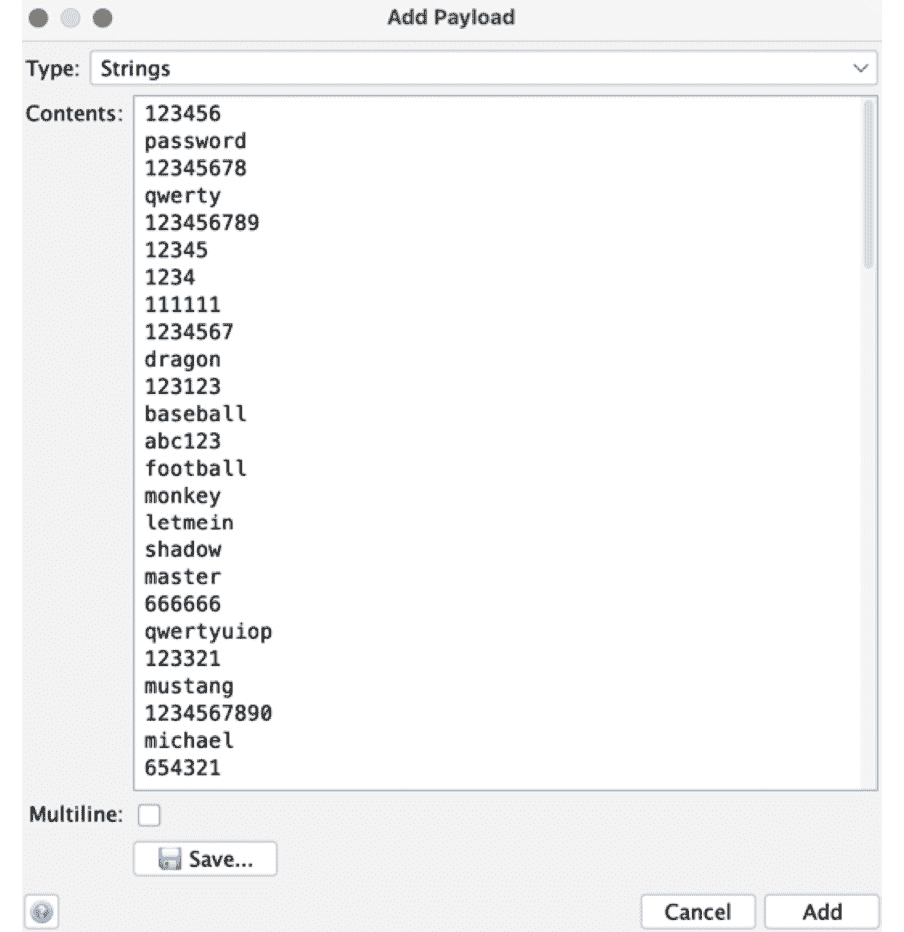 Add Payload
Type: Strings
Contents: 123456
password
12345678
qwerty
123456789
12345
1234
111111
1234567
dragon
123123
baseball
abc123
football
monkey
letmein
shadow
master
666666
qwertyuiop
123321
mustang
1234567890
michael
654321
Multiline:
Save...
Cancel Add